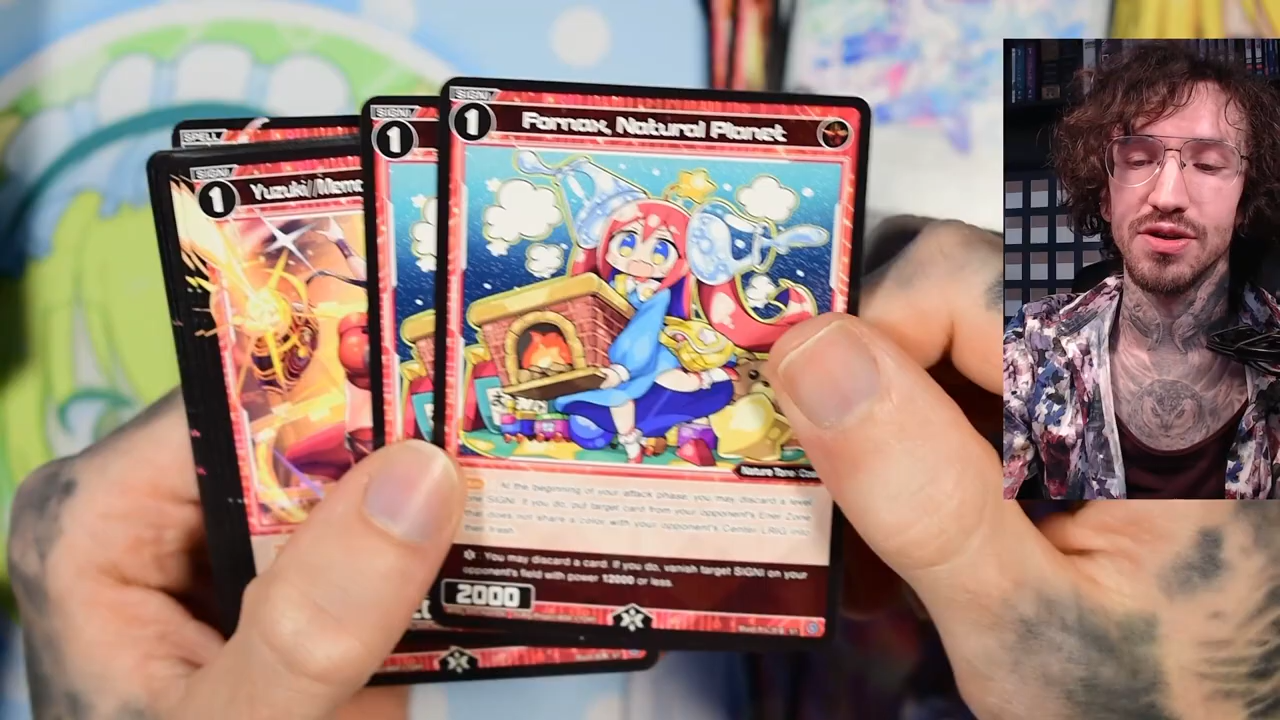 SPELL
SIGNI
1
Yuzuki/Mem
SIGNI
1
SIGNI
1
Fornax, Natural Planet
At the beginning of your attack phase, you may discard a level
one SIGNI. If you do, put target card from your opponent's Ener Zone
that does not share a color with your opponent's Center LRIG into
their trash.
: You may discard a card. If you do, vanish target SIGNI on your
opponent's field with power 12000 or less.
2000